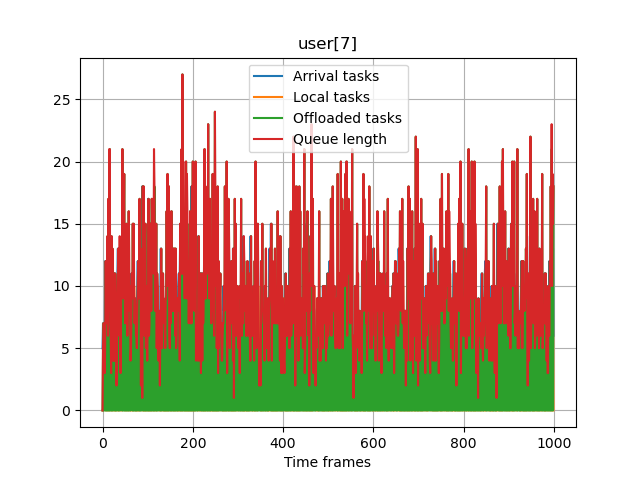 user[7]
Arrival tasks
Local tasks
Offloaded tasks
Queue length
25
20
15
10
5
0
0 200 400 600 800 1000
Time frames